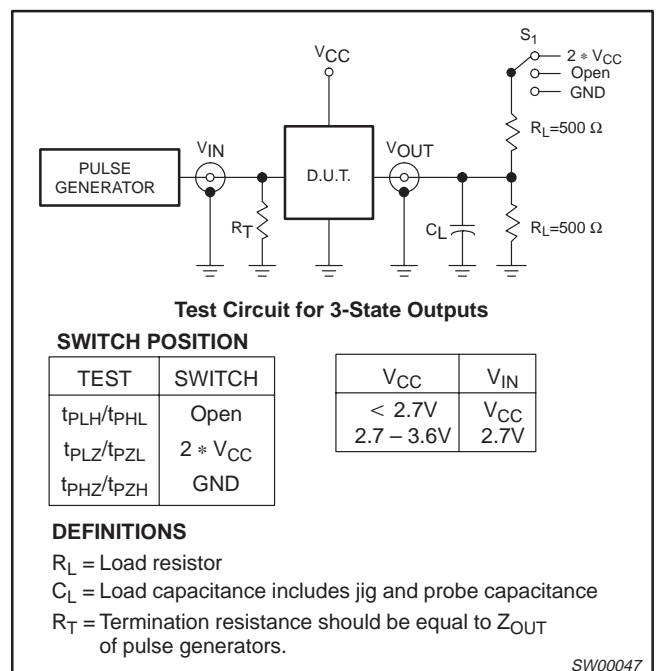 S1
2 * VCC
Open
GND
VCC
RL=500 Ω
VIN
VOUT
PULSE
GENERATOR
D.U.T.
RT
CL
RL=500 Ω
Test Circuit for 3-State Outputs
SWITCH POSITION
TEST SWITCH
tPLH/tPHL Open
tPLZ/tPZL 2 * VCC
tPHZ/tPZH GND
VCC VIN
< 2.7V VCC
2.7 – 3.6V 2.7V
DEFINITIONS
RL = Load resistor
CL = Load capacitance includes jig and probe capacitance
RT = Termination resistance should be equal to ZOUT
of pulse generators.
SW00047